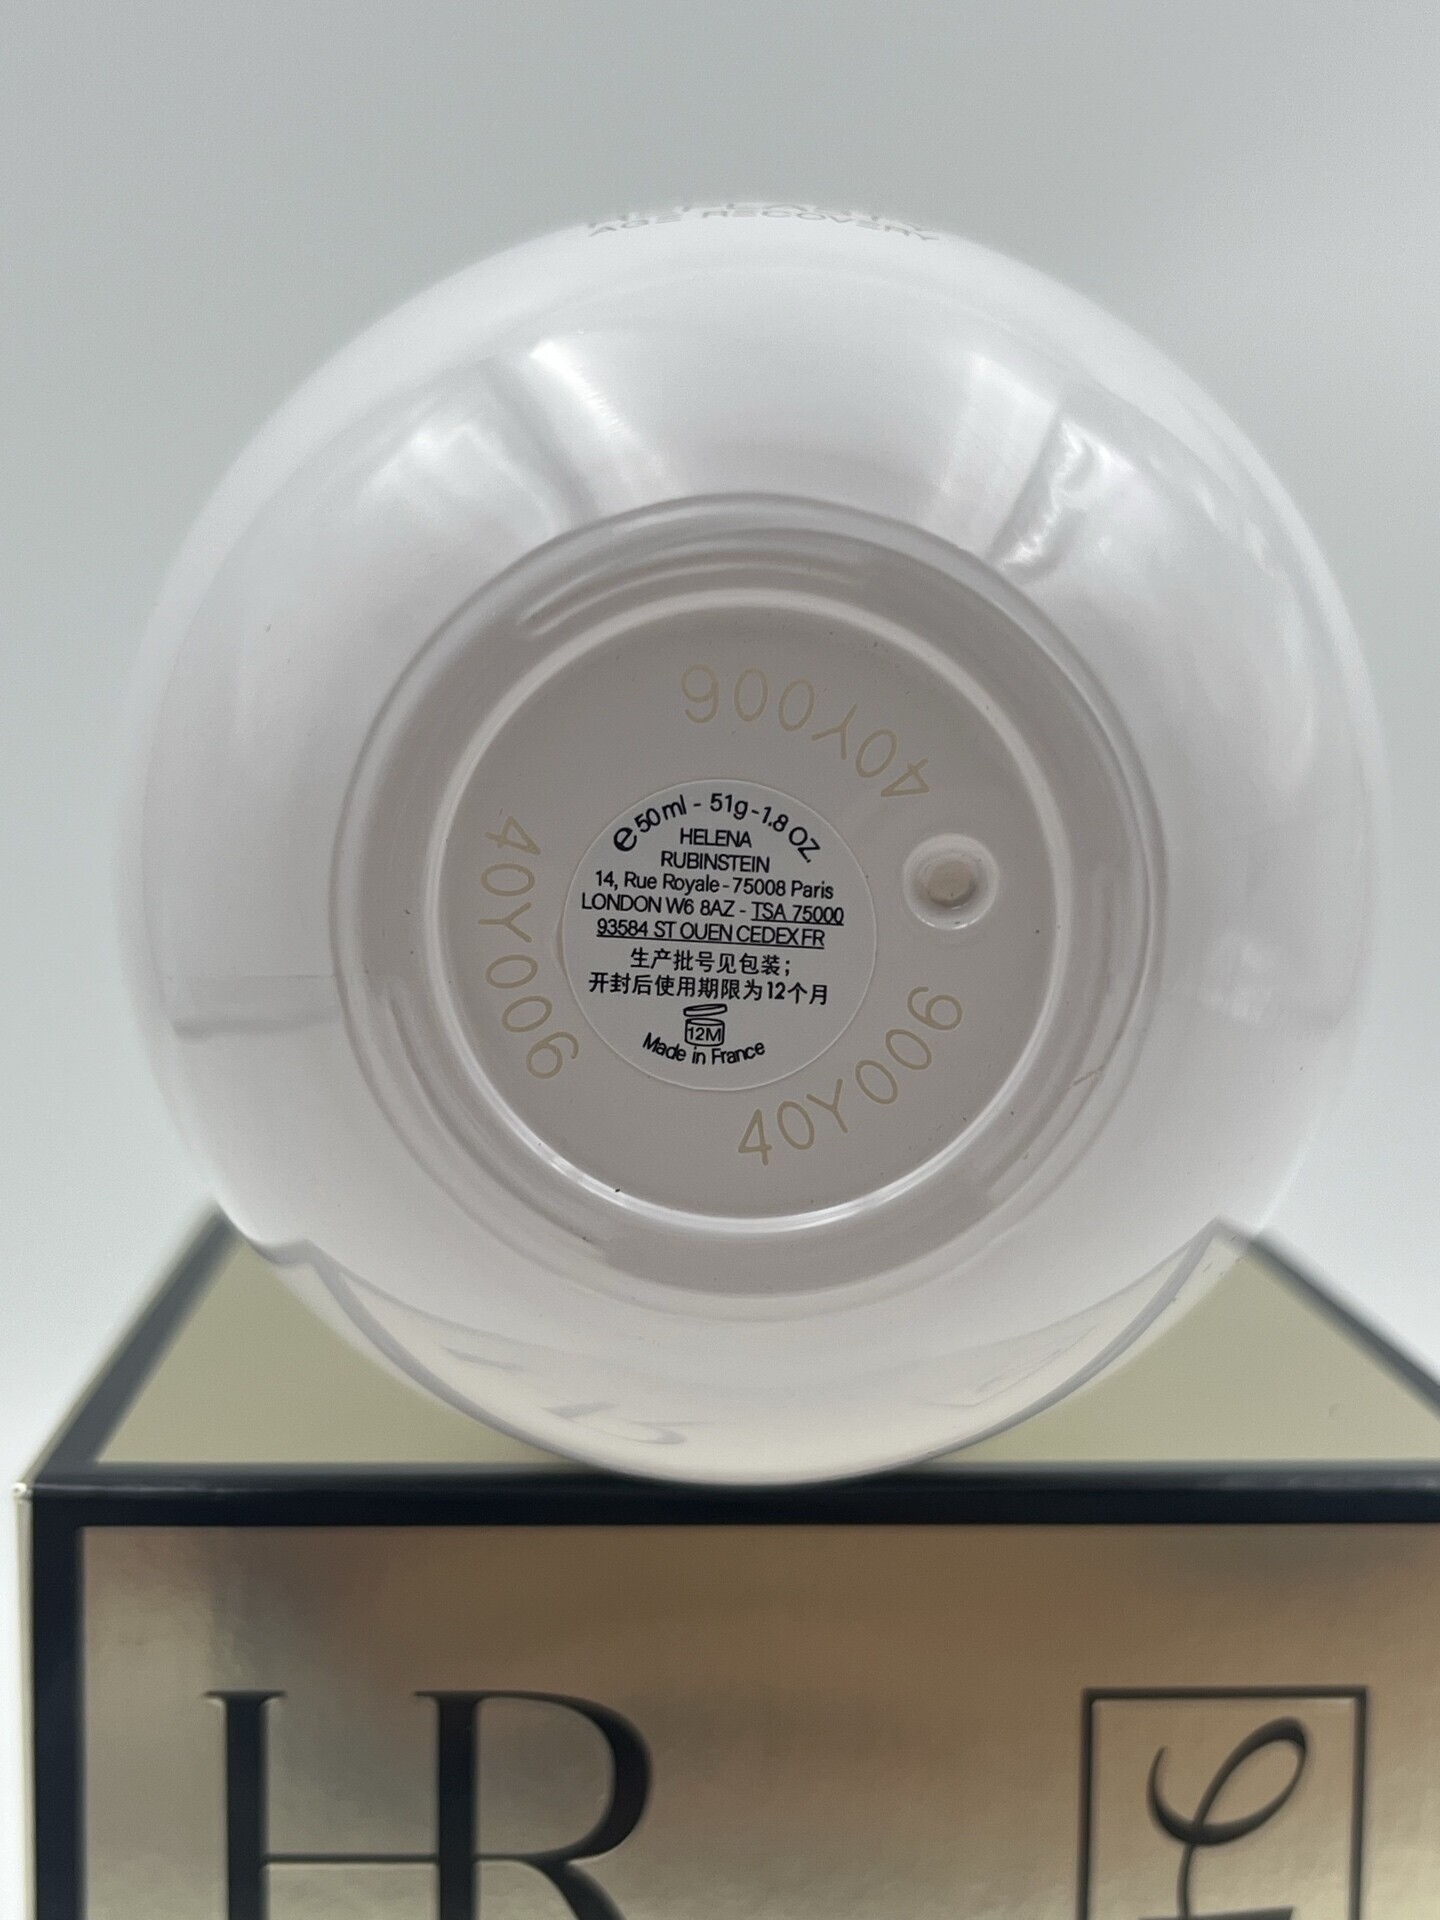 AGE RECOVERY
40Y006
40Y006
40Y006
e 50 ml - 51g - 1.8 OZ.
HELENA
RUBINSTEIN
14, Rue Royale - 75008 Paris
LONDON W6 8AZ - TSA 75000
93584 ST OUEN CEDEX FR
生产批号见包装；
开封后使用期限为12个月
12M
Made in France
HR